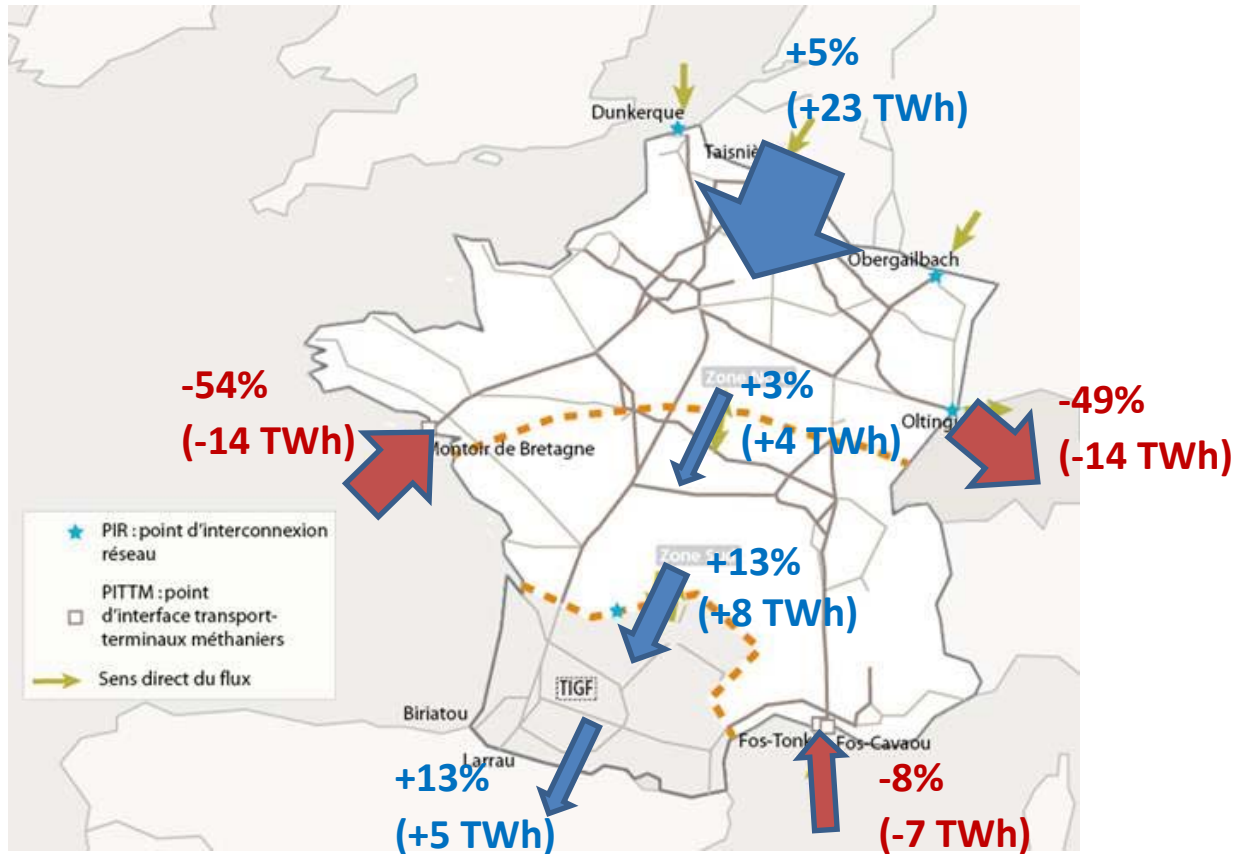 +5%
(+23 TWh)
Dunkerque
Taisniè
Obergailbach
-54%
(-14 TWh)
Montoir de Bretagne
Zone N
+3%
(+4 TWh)
Oltingu
-49%
(-14 TWh)
PIR : point d'interconnexion
réseau
PITTM : point
d'interface transport-
terminaux méthaniers
Sens direct du flux
Zone Sud
+13%
(+8 TWh)
TIGF
Biriatou
Larrau
+13%
(+5 TWh)
Fos-Tonk
Fos-Cavaou
-8%
(-7 TWh)